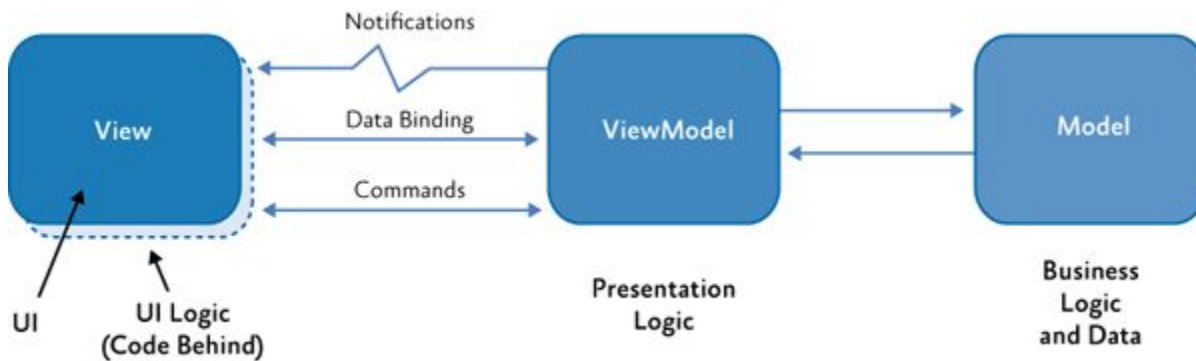 Notifications
View
Data Binding
ViewModel
Model
Commands
UI
UI Logic
(Code Behind)
Presentation
Logic
Business
Logic
and Data